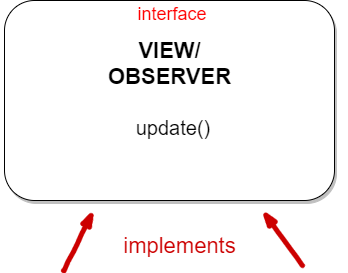 interface
VIEW/
OBSERVER
update()
implements